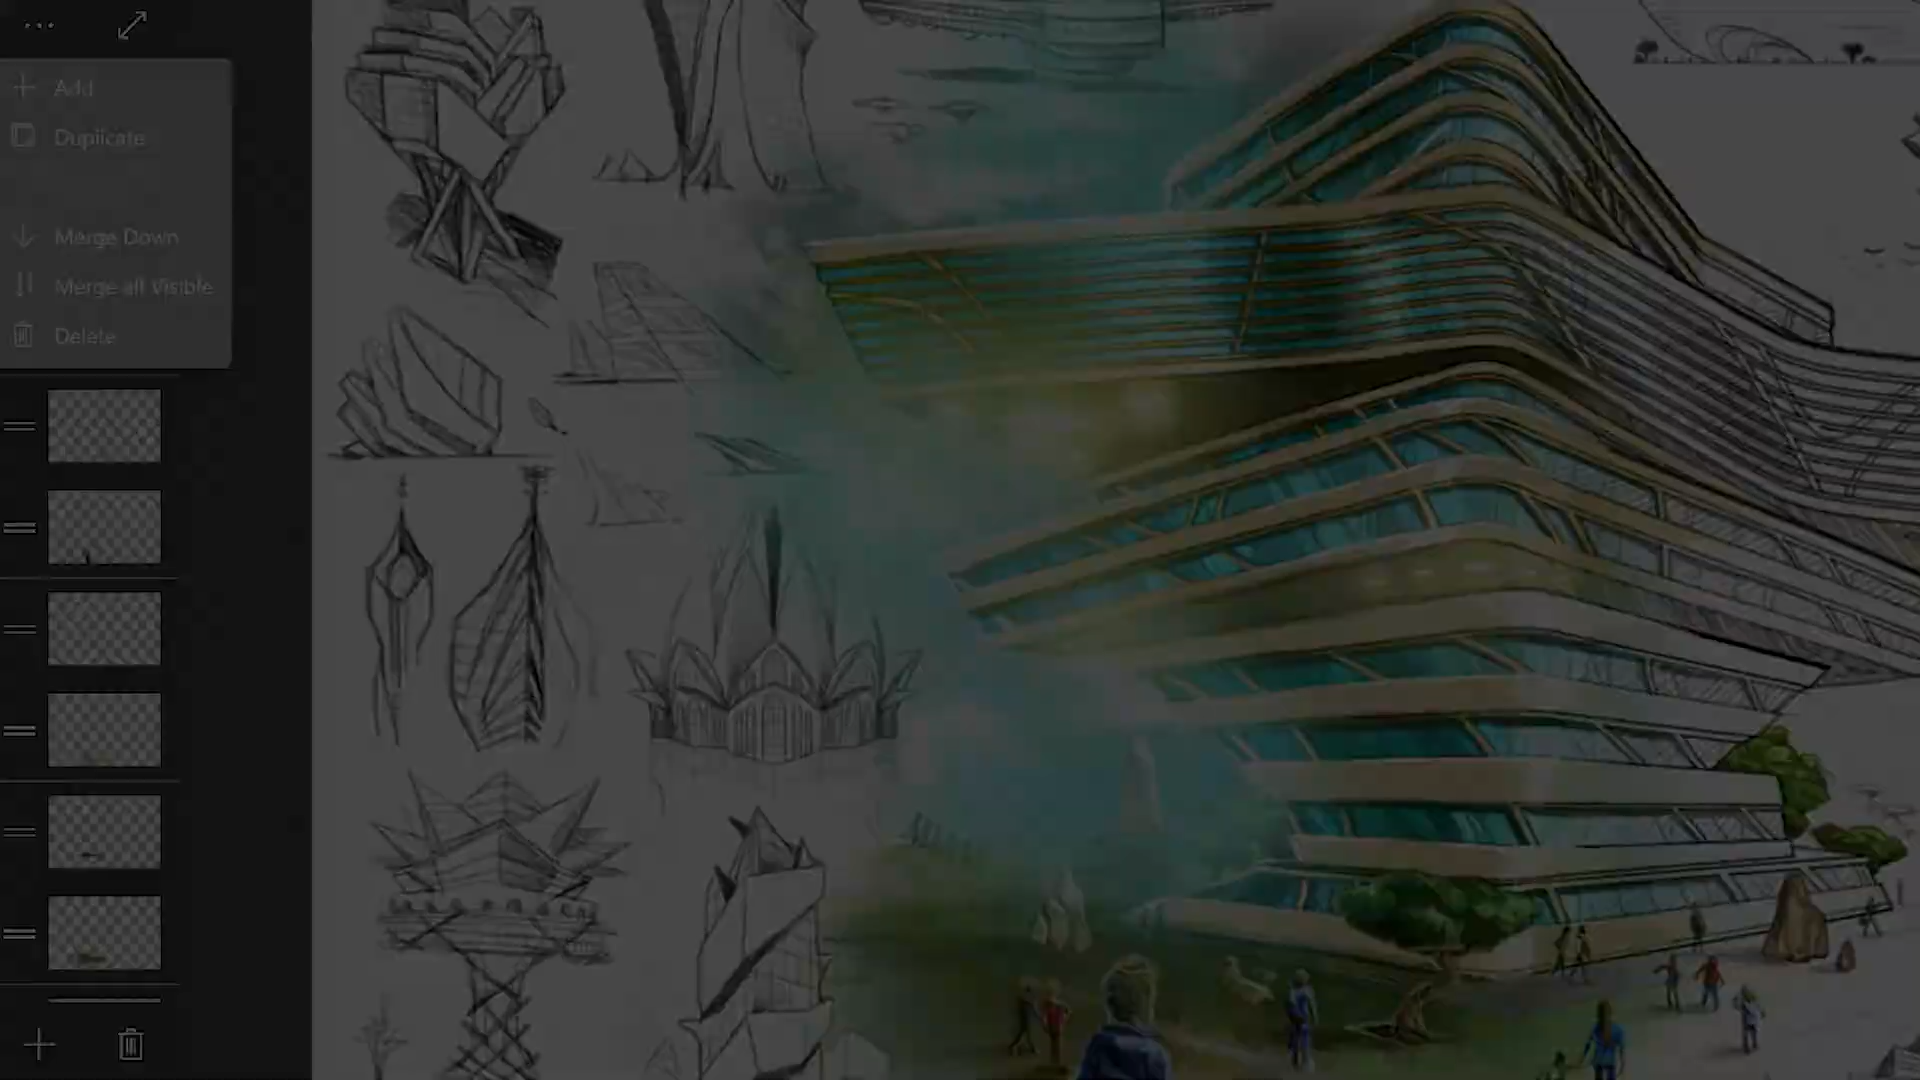 Add
Duplicate
Merge Down
Merge all Visible
Delete